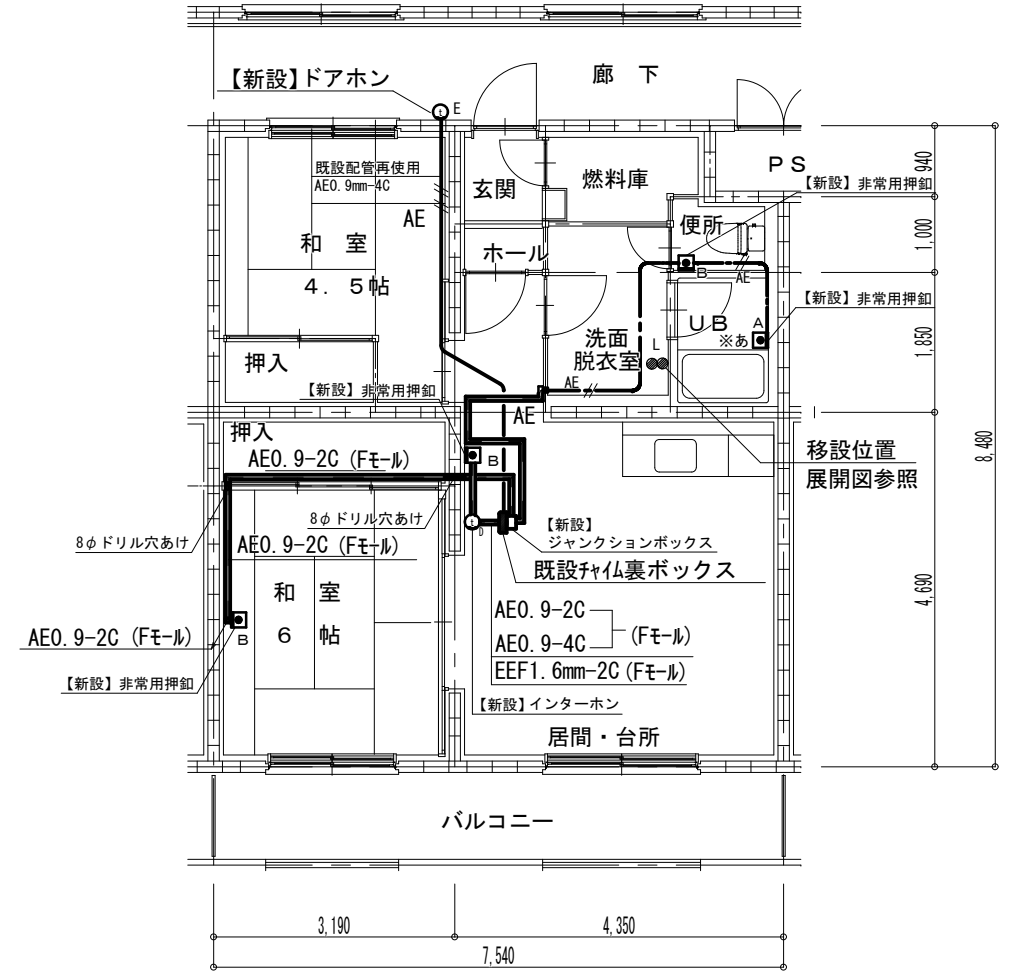 廊 下
【新設】ドアホン
E
既設配管再使用
AE0.9mm-4C
AE
玄関
燃料庫
PS
【新設】非常用押釦
便所
和 室
4. 5帖
ホール
B
AE
【新設】非常用押釦
UB
A
※あ
洗面
脱衣室
L
押入
【新設】非常用押釦
AE
AE
押入
AE0.9-2C (Fモール)
B
移設位置
展開図参照
8φドリル穴あけ
8φドリル穴あけ
AE0.9-2C (Fモール)
t
D
【新設】
ジャンクションボックス
既設チャイム裏ボックス
和 室
6 帖
AE0.9-2C
AE0.9-4C
(Fモール)
EEF1.6mm-2C (Fモール)
AE0.9-2C (Fモール)
B
【新設】非常用押釦
【新設】インターホン
居間・台所
バルコニー
940
1,000
1,850
4,690
8,480
3,190
4,350
7,540